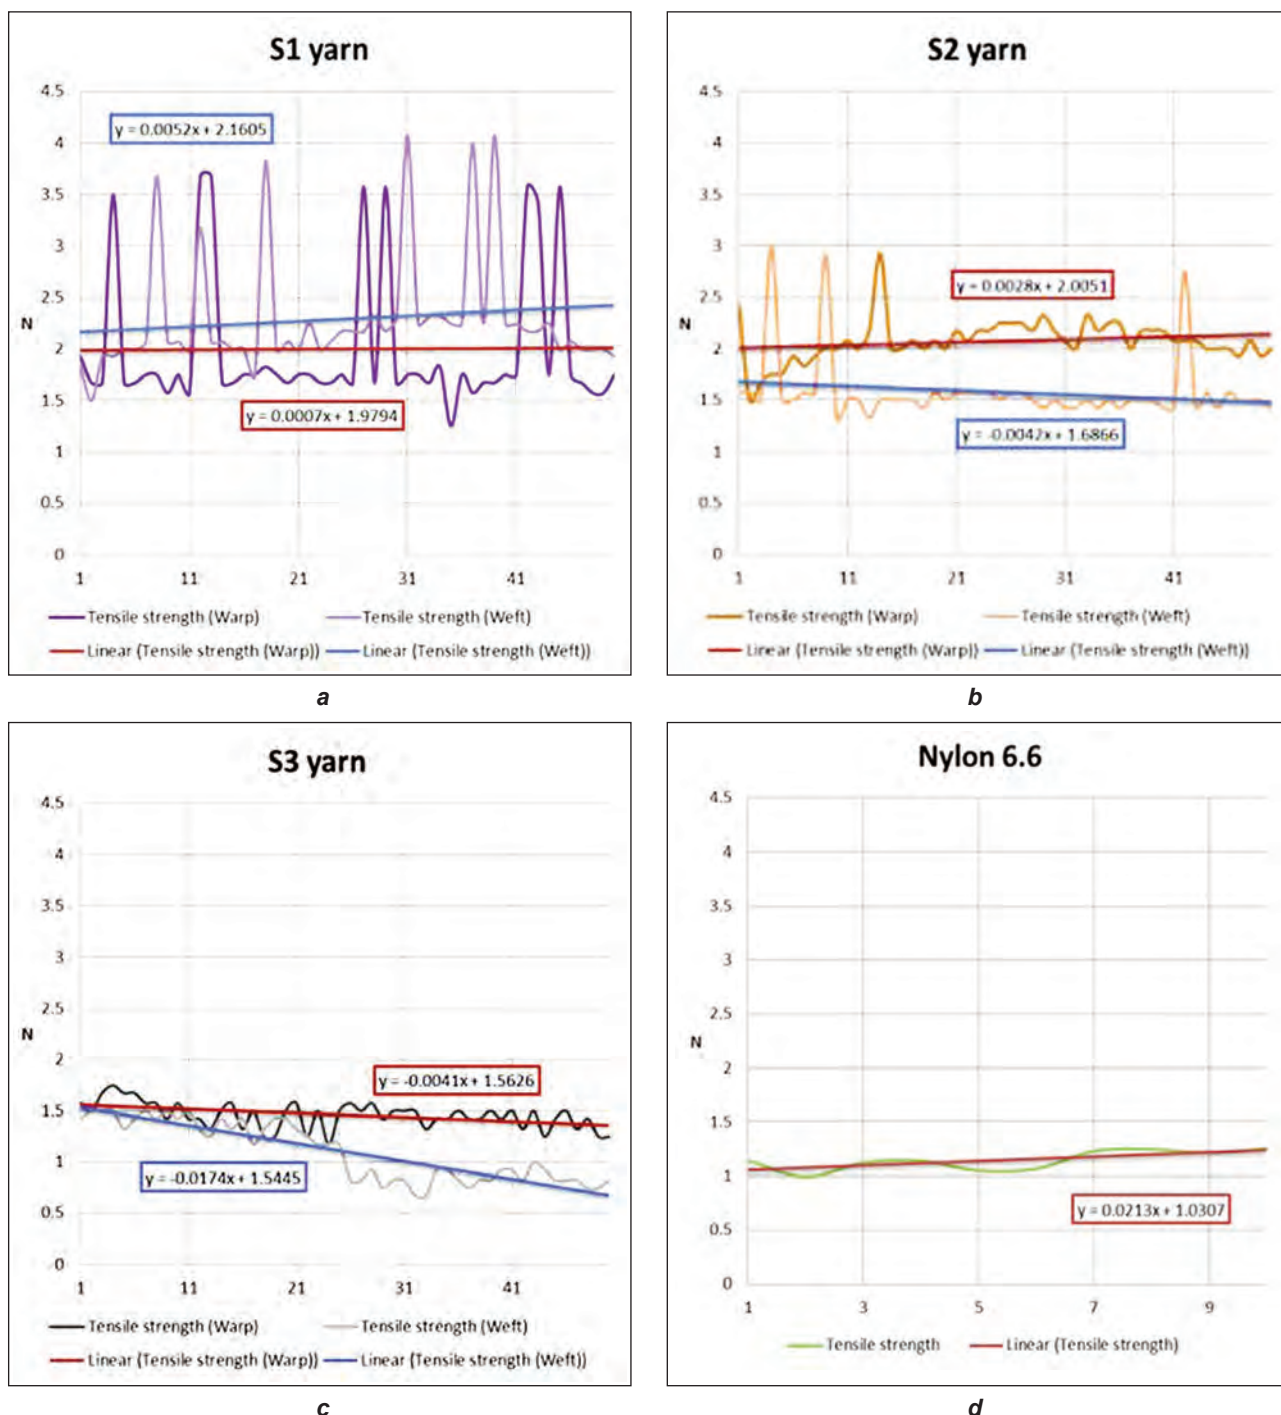 S1 yarn
4.5
N
4
y = 0.0052x + 2.1605
3.5
3
2.5
N
2
1.5
y = 0.0007x + 1.9794
1
0.5
0
1 11 21 31 41
Tensile strength (Warp) Tensile strength (Weft)
Linear (Tensile strength (Warp)) Linear (Tensile strength (Weft))
a
S2 yarn
4.5
N
4
3.5
3
y = 0.0028x + 2.0051
2.5
N
2
1.5
y = -0.0042x + 1.6866
1
0.5
0
1 11 21 31 41
Tensile strength (Warp) Tensile strength (Weft)
Linear (Tensile strength (Warp)) Linear (Tensile strength (Weft))
b
S3 yarn
4.5
4
3.5
3
2.5
N
2
y = -0.0041x + 1.5626
1.5
1
y = -0.0174x + 1.5445
0.5
0
1 11 21 31 41
Tensile strength (Warp) Tensile strength (Weft)
Linear (Tensile strength (Warp)) Linear (Tensile strength (Weft))
c
Nylon 6.6
4.5
4
3.5
3
2.5
N
2
1.5
1
y = 0.0213x + 1.0307
0.5
0
1 3 5 7 9
Tensile strength Linear (Tensile strength)
d